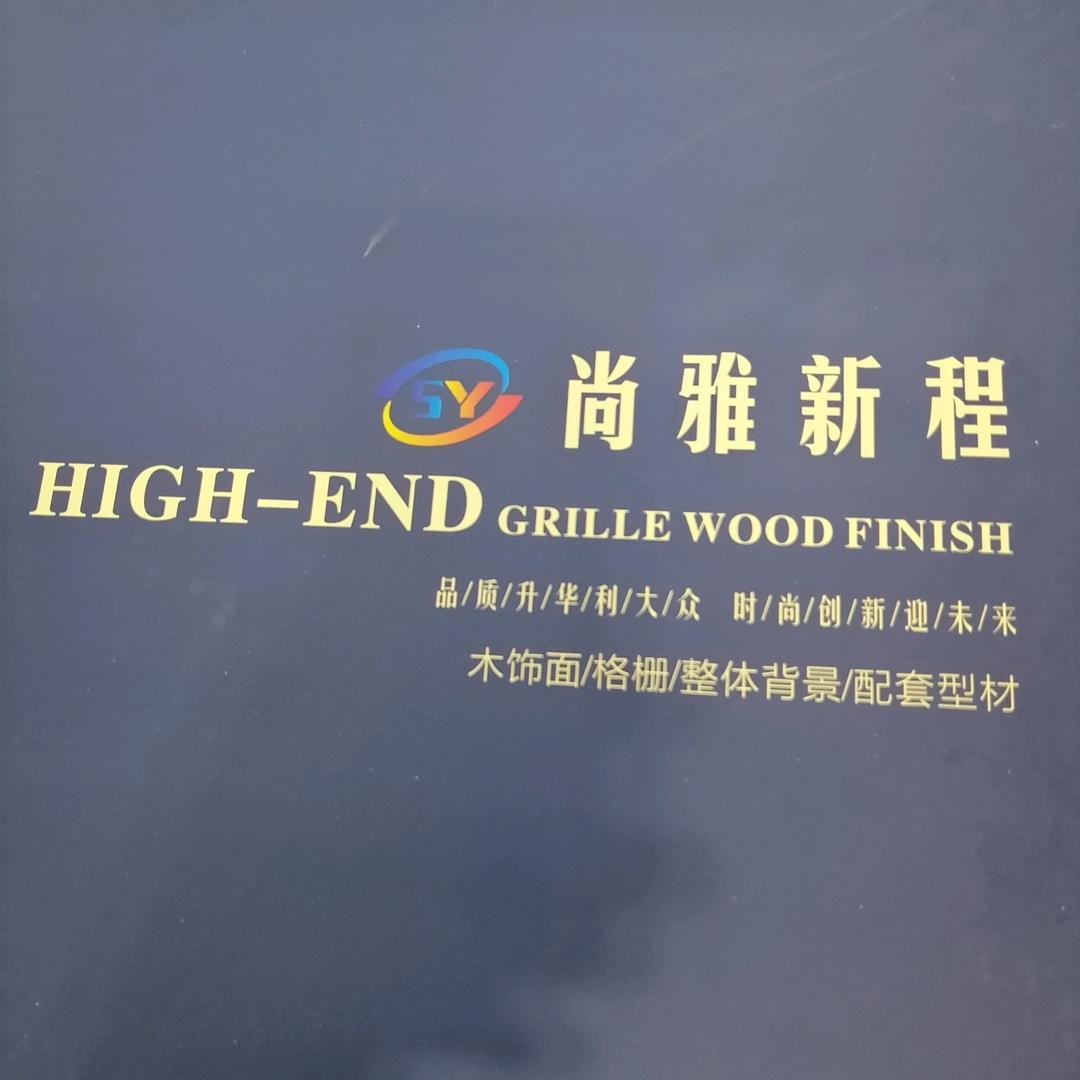 SY 尚雅新程
HIGH-END GRILLE WOOD FINISH
品/质/升/华/利/大/众 时/尚/创/新/迎/未/来
木饰面/格栅/整体背景/配套型材